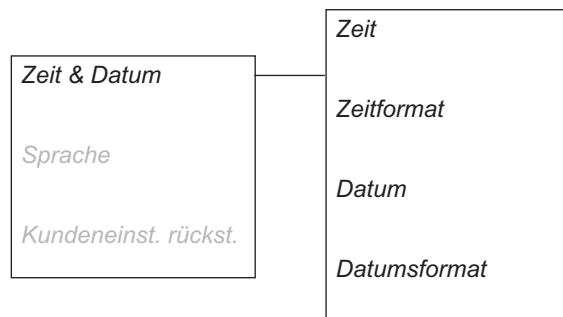 Zeit & Datum
Sprache
Kundeneinst. rückst.
Zeit
Zeitformat
Datum
Datumsformat